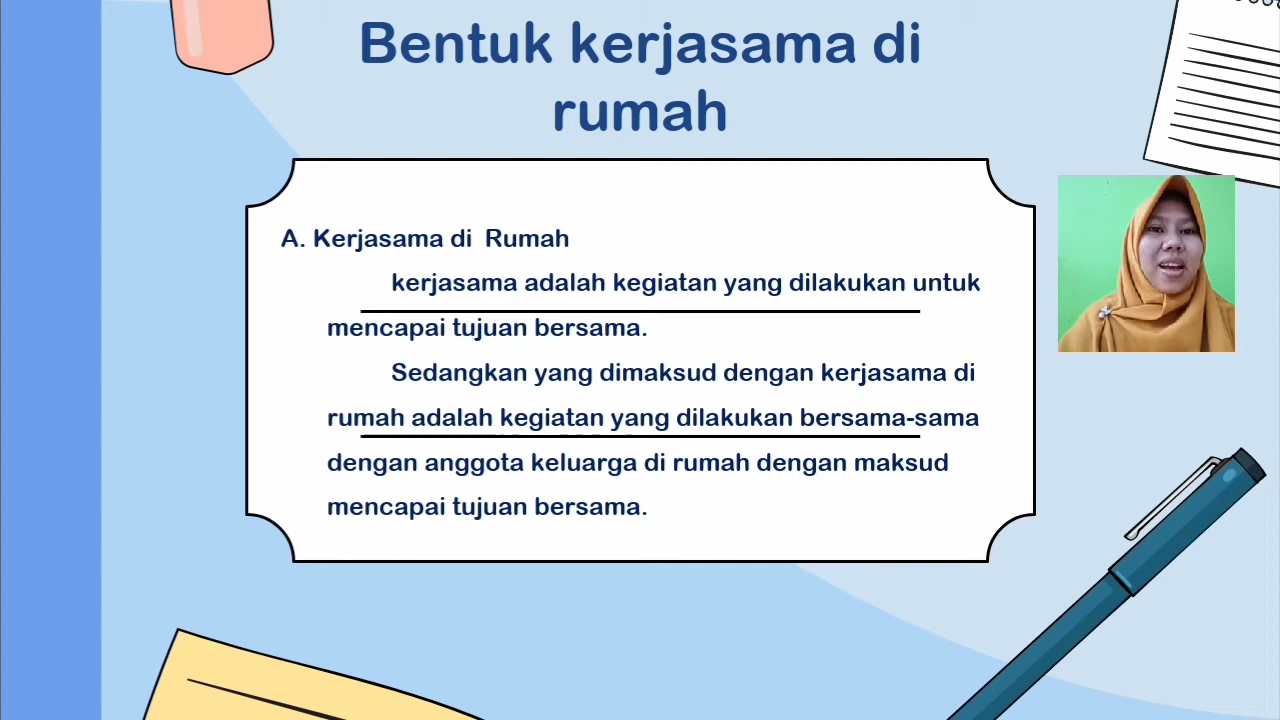 Bentuk kerjasama di
rumah
A. Kerjasama di Rumah
kerjasama adalah kegiatan yang dilakukan untuk
mencapai tujuan bersama.
Sedangkan yang dimaksud dengan kerjasama di
rumah adalah kegiatan yang dilakukan bersama-sama
dengan anggota keluarga di rumah dengan maksud
mencapai tujuan bersama.